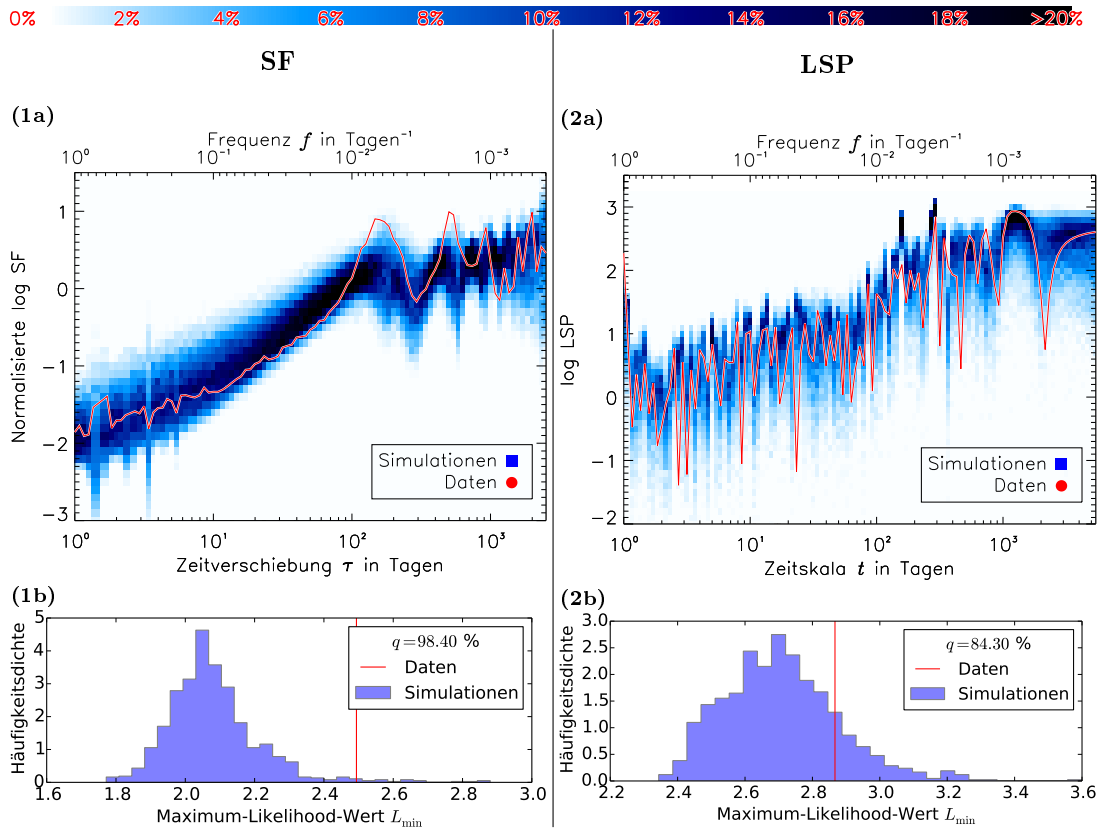 0% 2% 4% 6% 8% 10% 12% 14% 16% 18% >20%
SF
LSP
(1a)
Frequenz f in Tagen⁻¹
10⁰ 10⁻¹ 10⁻² 10⁻³
Normalisierte log SF
1
0
−1
−2
−3
Simulationen
Daten
10⁰ 10¹ 10² 10³
Zeitverschiebung τ in Tagen
(2a)
Frequenz f in Tagen⁻¹
10⁰ 10⁻¹ 10⁻² 10⁻³
log LSP
3
2
1
0
−1
−2
Simulationen
Daten
10⁰ 10¹ 10² 10³
Zeitskala t in Tagen
(1b)
Häufigkeitsdichte
5
4
3
2
1
0
q=98.40 %
Daten
Simulationen
1.6 1.8 2.0 2.2 2.4 2.6 2.8 3.0
Maximum-Likelihood-Wert Lmin
(2b)
Häufigkeitsdichte
3.0
2.5
2.0
1.5
1.0
0.5
0.0
q=84.30 %
Daten
Simulationen
2.2 2.4 2.6 2.8 3.0 3.2 3.4 3.6
Maximum-Likelihood-Wert Lmin